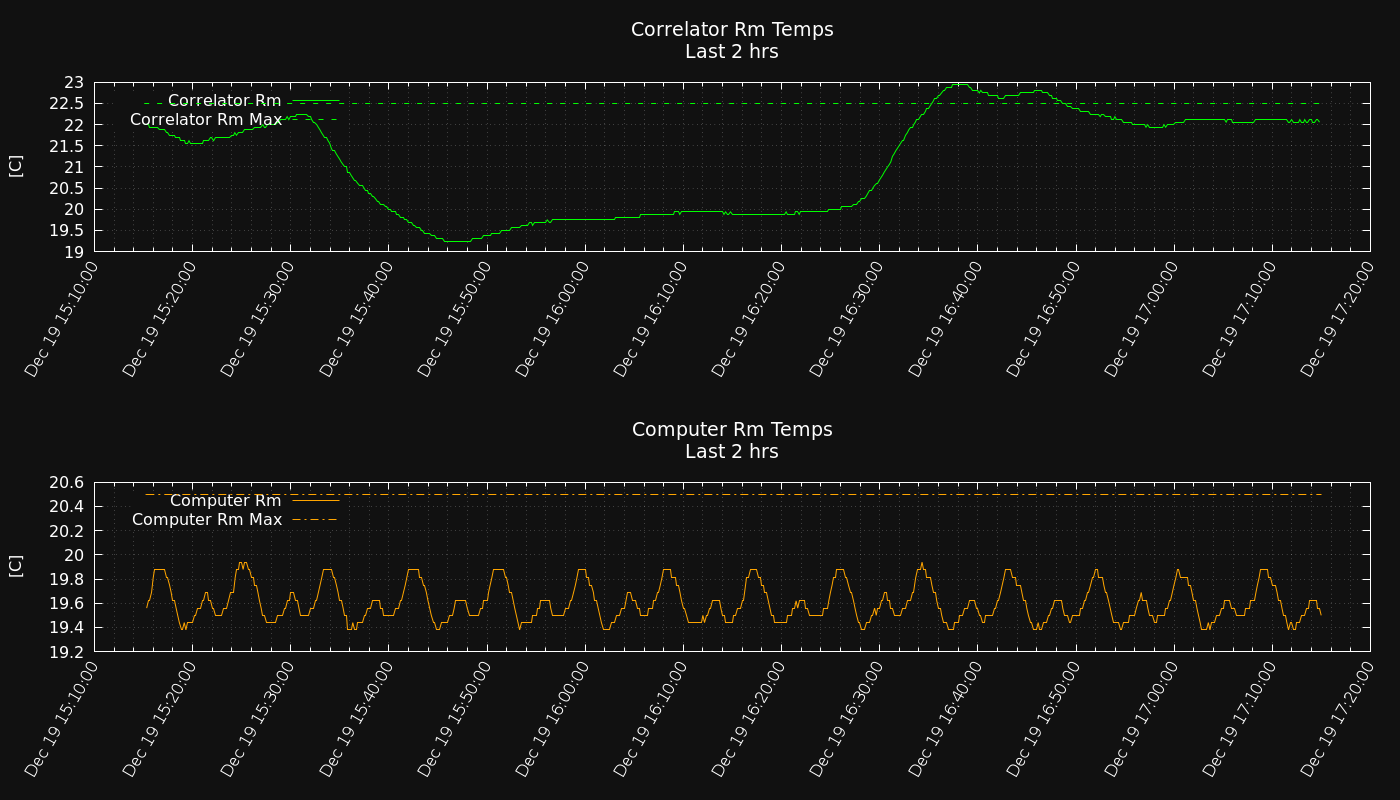 Correlator Rm Temps
Last 2 hrs
23
22.5
22
21.5
21
20.5
20
19.5
19
[C]
Correlator Rm
Correlator Rm Max
Dec 19 15:10:00
Dec 19 15:20:00
Dec 19 15:30:00
Dec 19 15:40:00
Dec 19 15:50:00
Dec 19 16:00:00
Dec 19 16:10:00
Dec 19 16:20:00
Dec 19 16:30:00
Dec 19 16:40:00
Dec 19 16:50:00
Dec 19 17:00:00
Dec 19 17:10:00
Dec 19 17:20:00
Computer Rm Temps
Last 2 hrs
20.6
20.4
20.2
20
19.8
19.6
19.4
19.2
[C]
Computer Rm
Computer Rm Max
Dec 19 15:10:00
Dec 19 15:20:00
Dec 19 15:30:00
Dec 19 15:40:00
Dec 19 15:50:00
Dec 19 16:00:00
Dec 19 16:10:00
Dec 19 16:20:00
Dec 19 16:30:00
Dec 19 16:40:00
Dec 19 16:50:00
Dec 19 17:00:00
Dec 19 17:10:00
Dec 19 17:20:00